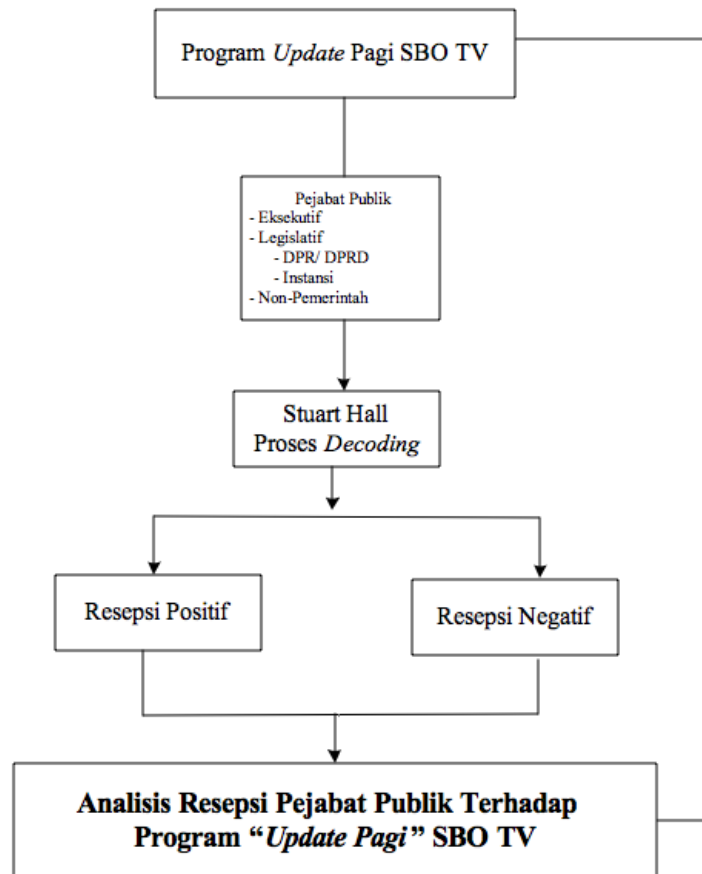 Program Update Pagi SBO TV
Pejabat Publik
- Eksekutif
- Legislatif
- DPR/ DPRD
- Instansi
- Non-Pemerintah
Stuart Hall
Proses Decoding
Resepsi Positif
Resepsi Negatif
Analisis Resepsi Pejabat Publik Terhadap
Program “Update Pagi” SBO TV